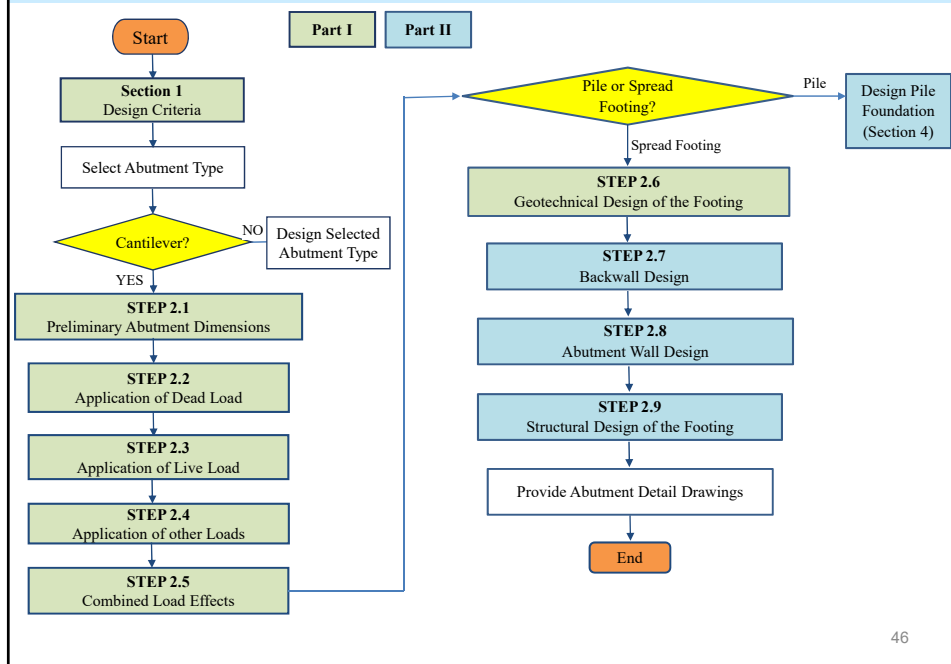 Start
Part I
Part II
Section 1
Design Criteria
Select Abutment Type
Cantilever?
NO
Design Selected
Abutment Type
YES
STEP 2.1
Preliminary Abutment Dimensions
STEP 2.2
Application of Dead Load
STEP 2.3
Application of Live Load
STEP 2.4
Application of other Loads
STEP 2.5
Combined Load Effects
Pile or Spread
Footing?
Pile
Design Pile
Foundation
(Section 4)
Spread Footing
STEP 2.6
Geotechnical Design of the Footing
STEP 2.7
Backwall Design
STEP 2.8
Abutment Wall Design
STEP 2.9
Structural Design of the Footing
Provide Abutment Detail Drawings
End
46